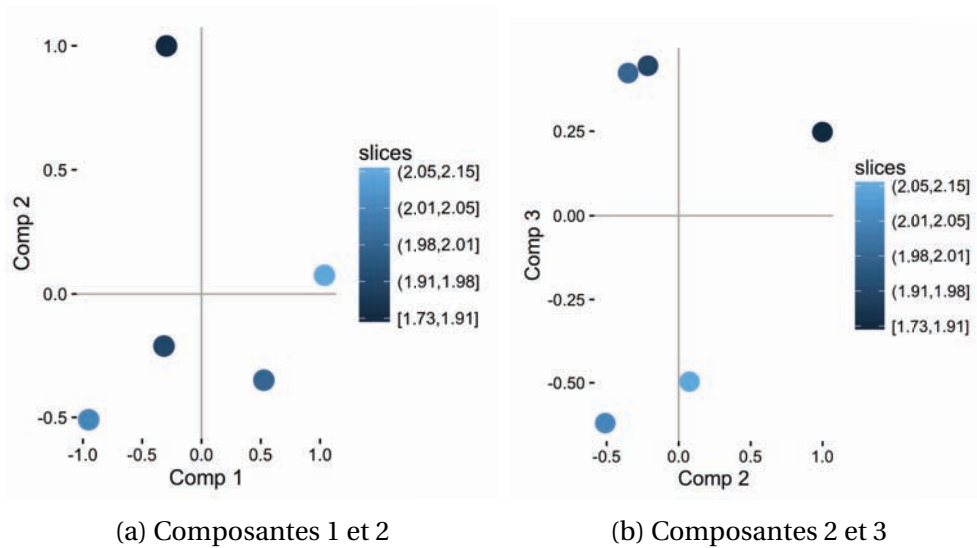 1.0
0.5
0.0
-0.5
-1.0 -0.5 0.0 0.5 1.0
Comp 1
Comp 2
slices
(2.05,2.15]
(2.01,2.05]
(1.98,2.01]
(1.91,1.98]
[1.73,1.91]
(a) Composantes 1 et 2
0.25
0.00
-0.25
-0.50
-0.5 0.0 0.5 1.0
Comp 2
Comp 3
slices
(2.05,2.15]
(2.01,2.05]
(1.98,2.01]
(1.91,1.98]
[1.73,1.91]
(b) Composantes 2 et 3